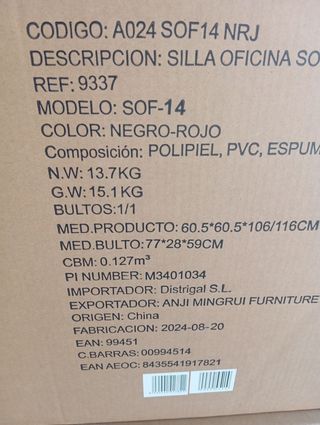 CODIGO: A024 SOF14 NRJ
DESCRIPCION: SILLA OFICINA SO
REF: 9337
MODELO: SOF-14
COLOR: NEGRO-ROJO
Composición: POLIPIEL, PVC, ESPUM
N.W: 13.7KG
G.W: 15.1KG
BULTOS: 1/1
MED.PRODUCTO: 60.5*60.5*106/116CM
MED.BULTO: 77*28*59CM
CBM: 0.127m³
PI NUMBER: M3401034
IMPORTADOR: Distrigal S.L.
EXPORTADOR: ANJI MINGRUI FURNITURE
ORIGEN: China
FABRICACION: 2024-08-20
EAN: 99451
C.BARRAS: 00994514
EAN AEOC: 8435541917821